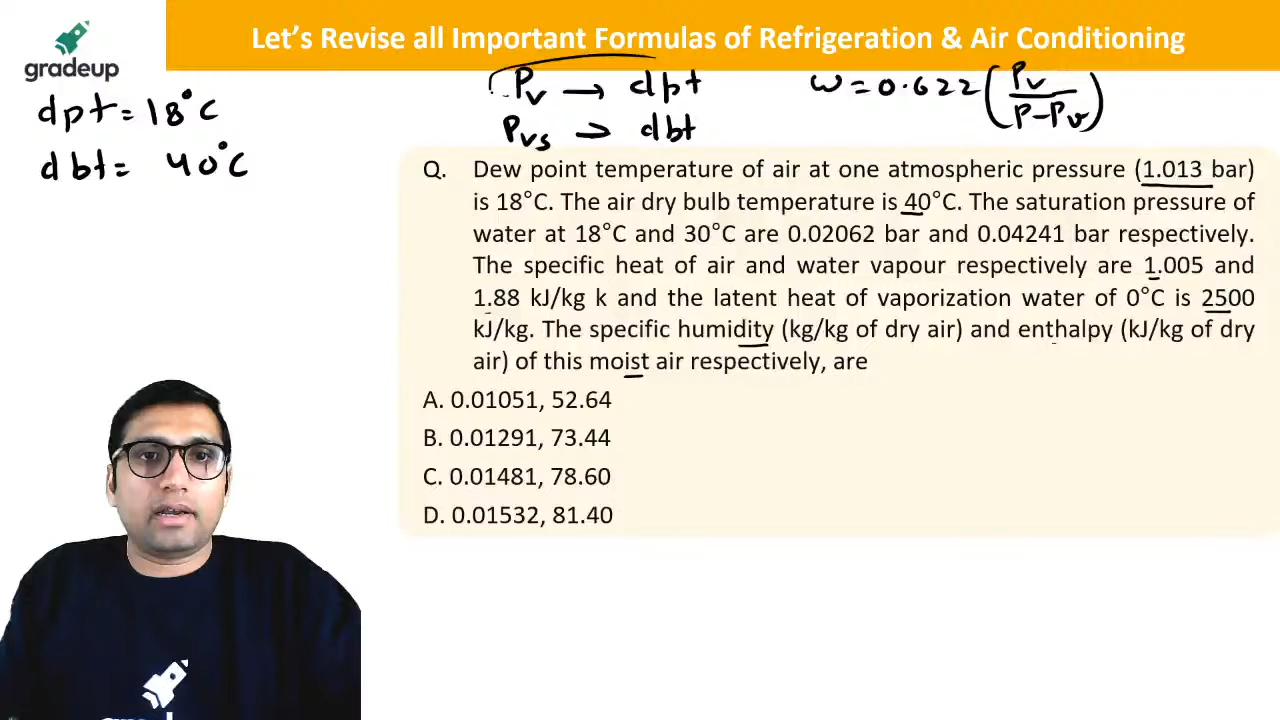 Let's Revise all Important Formulas of Refrigeration & Air Conditioning
gradeup
dpt = 18°C
dbt = 40°C
Pv → dpt
Pvs → dbt
ω = 0.622 (Pv / P-Pv)
Q. Dew point temperature of air at one atmospheric pressure (1.013 bar)
is 18°C. The air dry bulb temperature is 40°C. The saturation pressure of
water at 18°C and 30°C are 0.02062 bar and 0.04241 bar respectively.
The specific heat of air and water vapour respectively are 1.005 and
1.88 kJ/kg k and the latent heat of vaporization water of 0°C is 2500
kJ/kg. The specific humidity (kg/kg of dry air) and enthalpy (kJ/kg of dry
air) of this moist air respectively, are
A. 0.01051, 52.64
B. 0.01291, 73.44
C. 0.01481, 78.60
D. 0.01532, 81.40